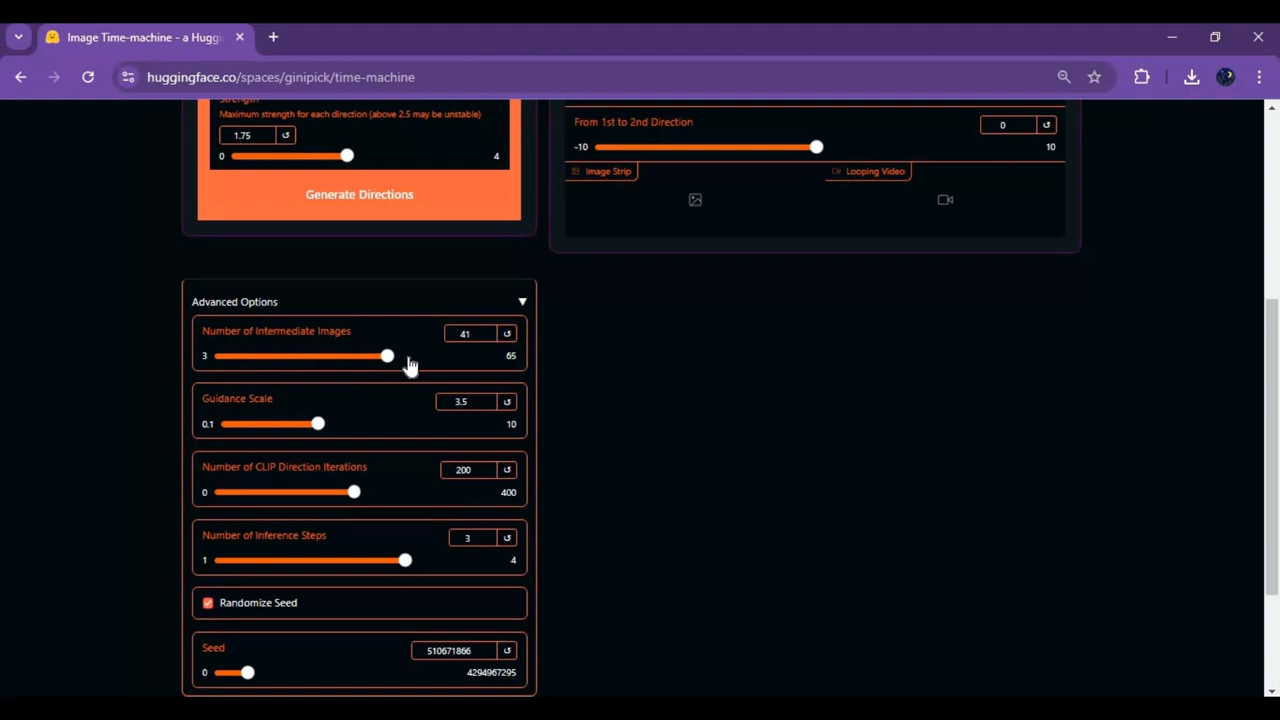 Image Time-machine - a Huggi
huggingface.co/spaces/ginipick/time-machine
Strength
Maximum strength for each direction (above 2.5 may be unstable)
1.75
0
4
Generate Directions
From 1st to 2nd Direction
0
-10
10
Image Strip
Looping Video
Advanced Options
Number of Intermediate Images
41
3
65
Guidance Scale
3.5
0.1
10
Number of CLIP Direction Iterations
200
0
400
Number of Inference Steps
3
1
4
Randomize Seed
Seed
510671866
0
4294967295